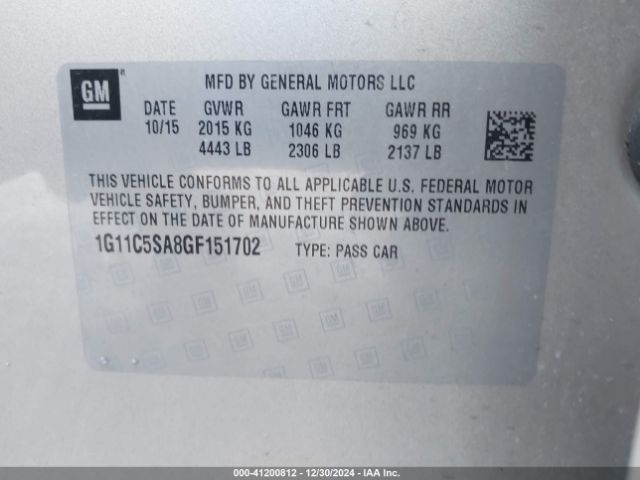 GM
MFD BY GENERAL MOTORS LLC
DATE GVWR GAWR FRT GAWR RR
10/15 2015 KG 1046 KG 969 KG
4443 LB 2306 LB 2137 LB
THIS VEHICLE CONFORMS TO ALL APPLICABLE U.S. FEDERAL MOTOR
VEHICLE SAFETY, BUMPER, AND THEFT PREVENTION STANDARDS IN
EFFECT ON THE DATE OF MANUFACTURE SHOWN ABOVE.
1G11C5SA8GF151702 TYPE: PASS CAR
000-41200812 - 12/30/2024 - IAA Inc.